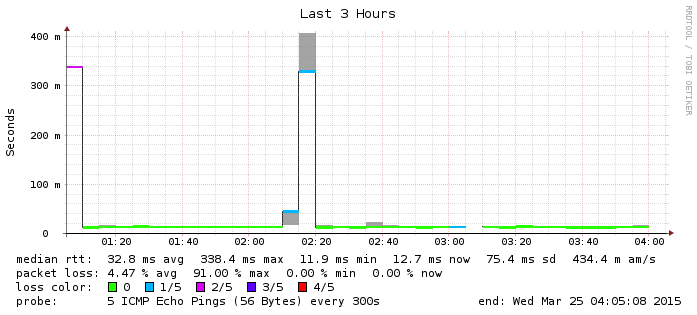 Last 3 Hours
RRDTOOL / TOBI OETIKER
Seconds
400 m
300 m
200 m
100 m
0
01:20 01:40 02:00 02:20 02:40 03:00 03:20 03:40 04:00
median rtt: 32.8 ms avg 338.4 ms max 11.9 ms min 12.7 ms now 75.4 ms sd 434.4 m am/s
packet loss: 4.47 % avg 91.00 % max 0.00 % min 0.00 % now
loss color: 0 1/5 2/5 3/5 4/5
probe: 5 ICMP Echo Pings (56 Bytes) every 300s end: Wed Mar 25 04:05:08 2015